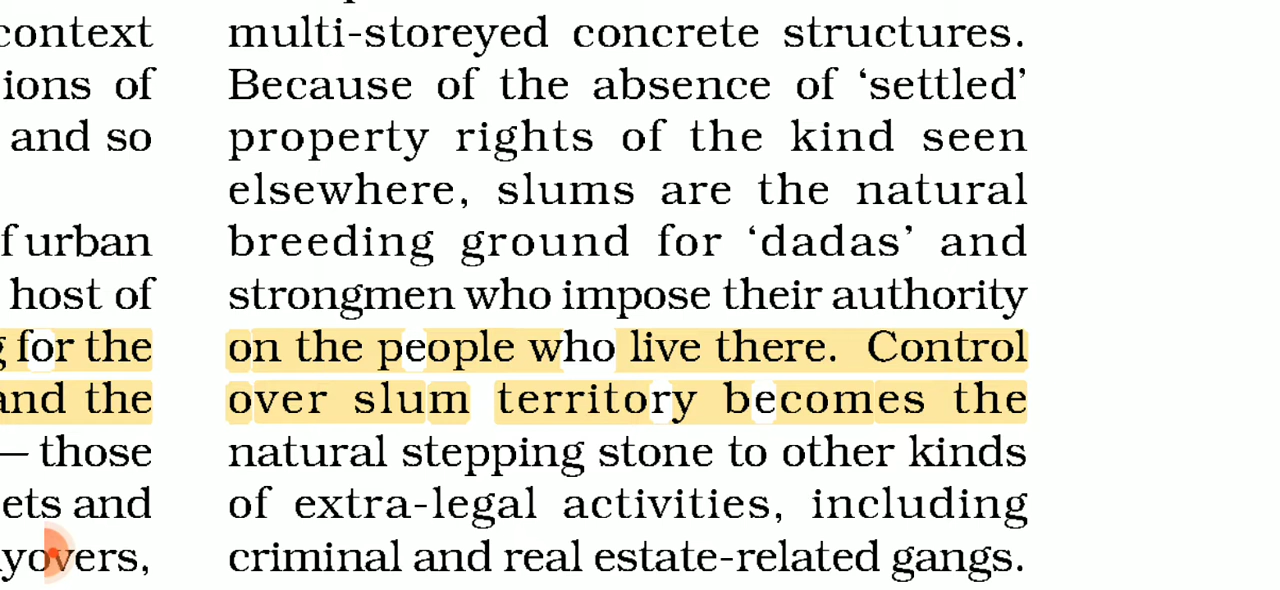 context
ions of
and so
f urban
host of
for the
and the
— those
ets and
yovers,
multi-storeyed concrete structures.
Because of the absence of ‘settled’
property rights of the kind seen
elsewhere, slums are the natural
breeding ground for ‘dadas’ and
strongmen who impose their authority
on the people who live there. Control
over slum territory becomes the
natural stepping stone to other kinds
of extra-legal activities, including
criminal and real estate-related gangs.